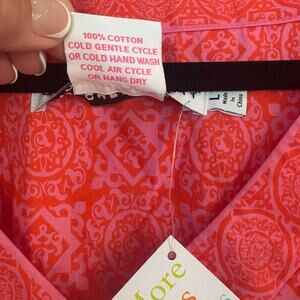 100% COTTON
COLD GENTLE CYCLE
OR COLD HAND WASH
COOL AIR CYCLE
OR HANG DRY
L
Made
in
China
More